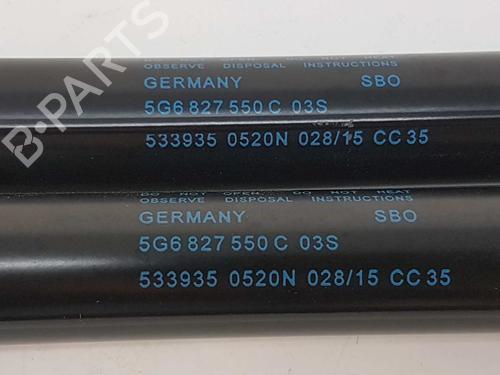 OBSERVE DISPOSAL INSTRUCTIONS
GERMANY SBO
5G6 827 550 C 03S
533935 0520N 028/15 CC 35
DO NOT OPEN DO NOT HEAT
OBSERVE DISPOSAL INSTRUCTIONS
GERMANY SBO
5G6 827 550 C 03S
533935 0520N 028/15 CC 35
B-PARTS